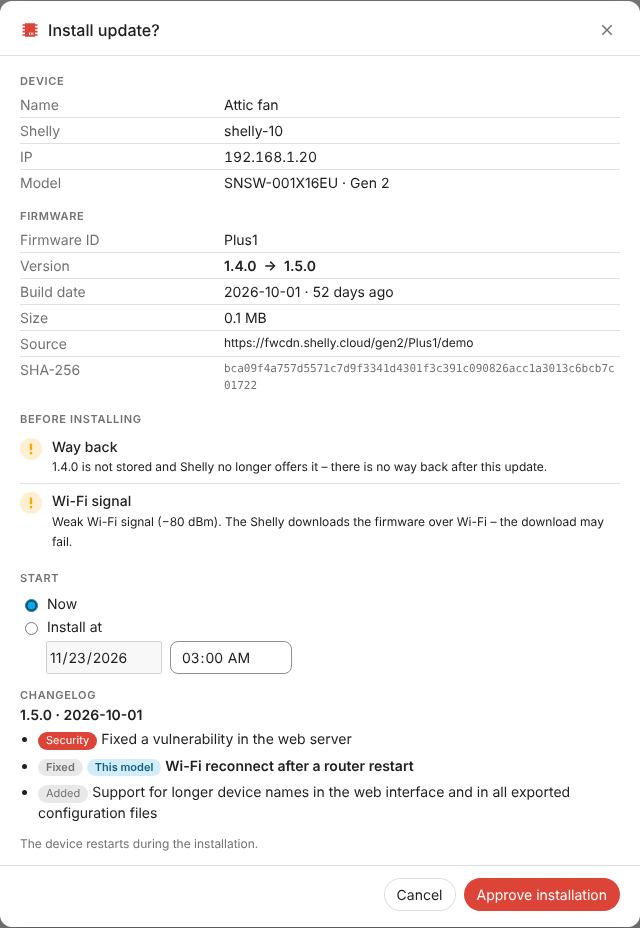 Install update?
DEVICE
Name Attic fan
Shelly shelly-10
IP 192.168.1.20
Model SNSW-001X16EU · Gen 2
FIRMWARE
Firmware ID Plus1
Version 1.4.0 → 1.5.0
Build date 2026-10-01 · 52 days ago
Size 0.1 MB
Source https://fwcdn.shelly.cloud/gen2/Plus1/demo
SHA-256 bca09f4a757d5571c7d9f3341d4301f3c391c090826acc1a3013c6bcb7c
01722
BEFORE INSTALLING
Way back
1.4.0 is not stored and Shelly no longer offers it – there is no way back after this update.
Wi-Fi signal
Weak Wi-Fi signal (−80 dBm). The Shelly downloads the firmware over Wi-Fi – the download may
fail.
START
Now
Install at
11/23/2026 03:00 AM
CHANGELOG
1.5.0 · 2026-10-01
• Security Fixed a vulnerability in the web server
• Fixed This model Wi-Fi reconnect after a router restart
• Added Support for longer device names in the web interface and in all exported
configuration files
The device restarts during the installation.
Cancel Approve installation